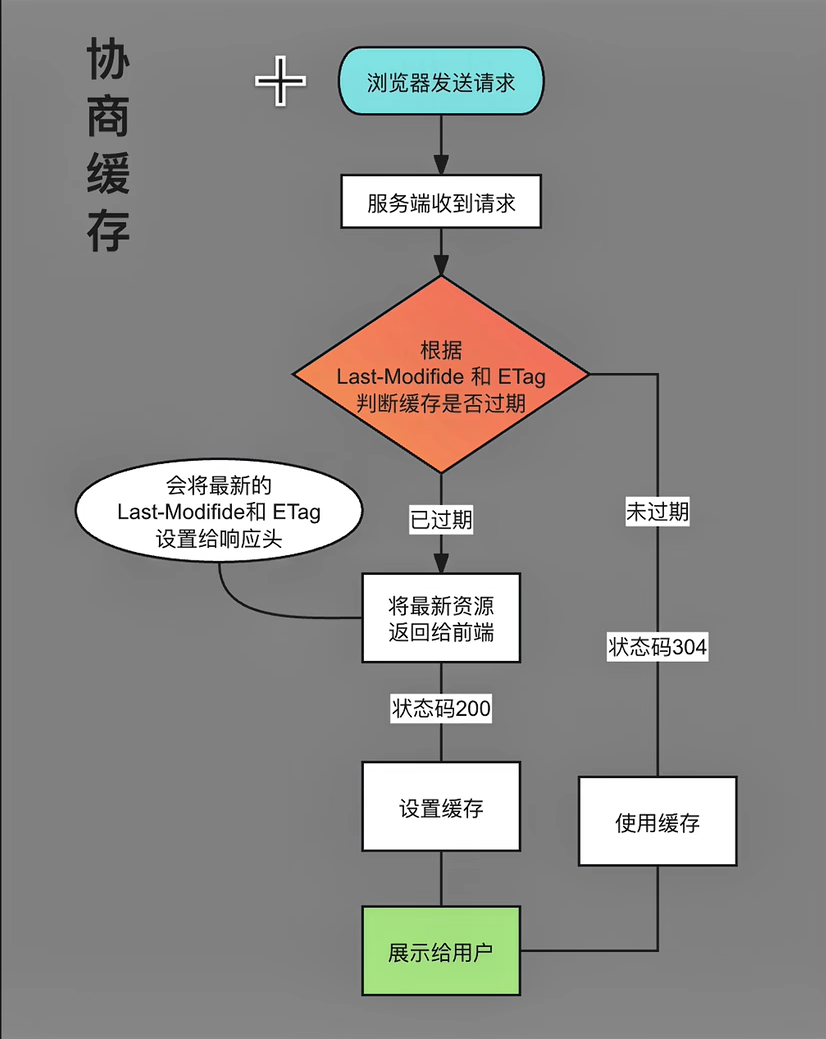 协商缓存
浏览器发送请求
服务端收到请求
根据
Last-Modifide 和 ETag
判断缓存是否过期
会将最新的
Last-Modifide和 ETag
设置给响应头
已过期
未过期
将最新资源
返回给前端
状态码304
状态码200
设置缓存
使用缓存
展示给用户